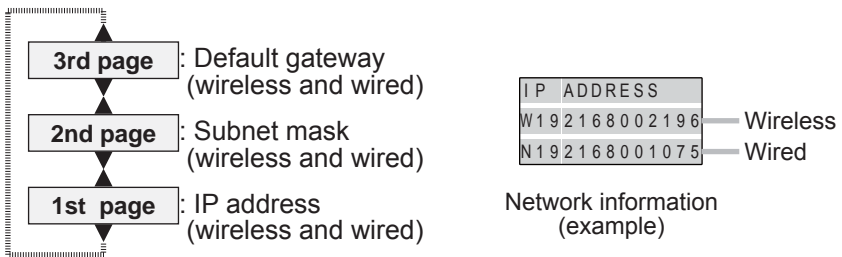 3rd page : Default gateway
(wireless and wired)
2nd page : Subnet mask
(wireless and wired)
1st page : IP address
(wireless and wired)
IP ADDRESS
W192168002196 Wireless
N192168001075 Wired
Network information
(example)